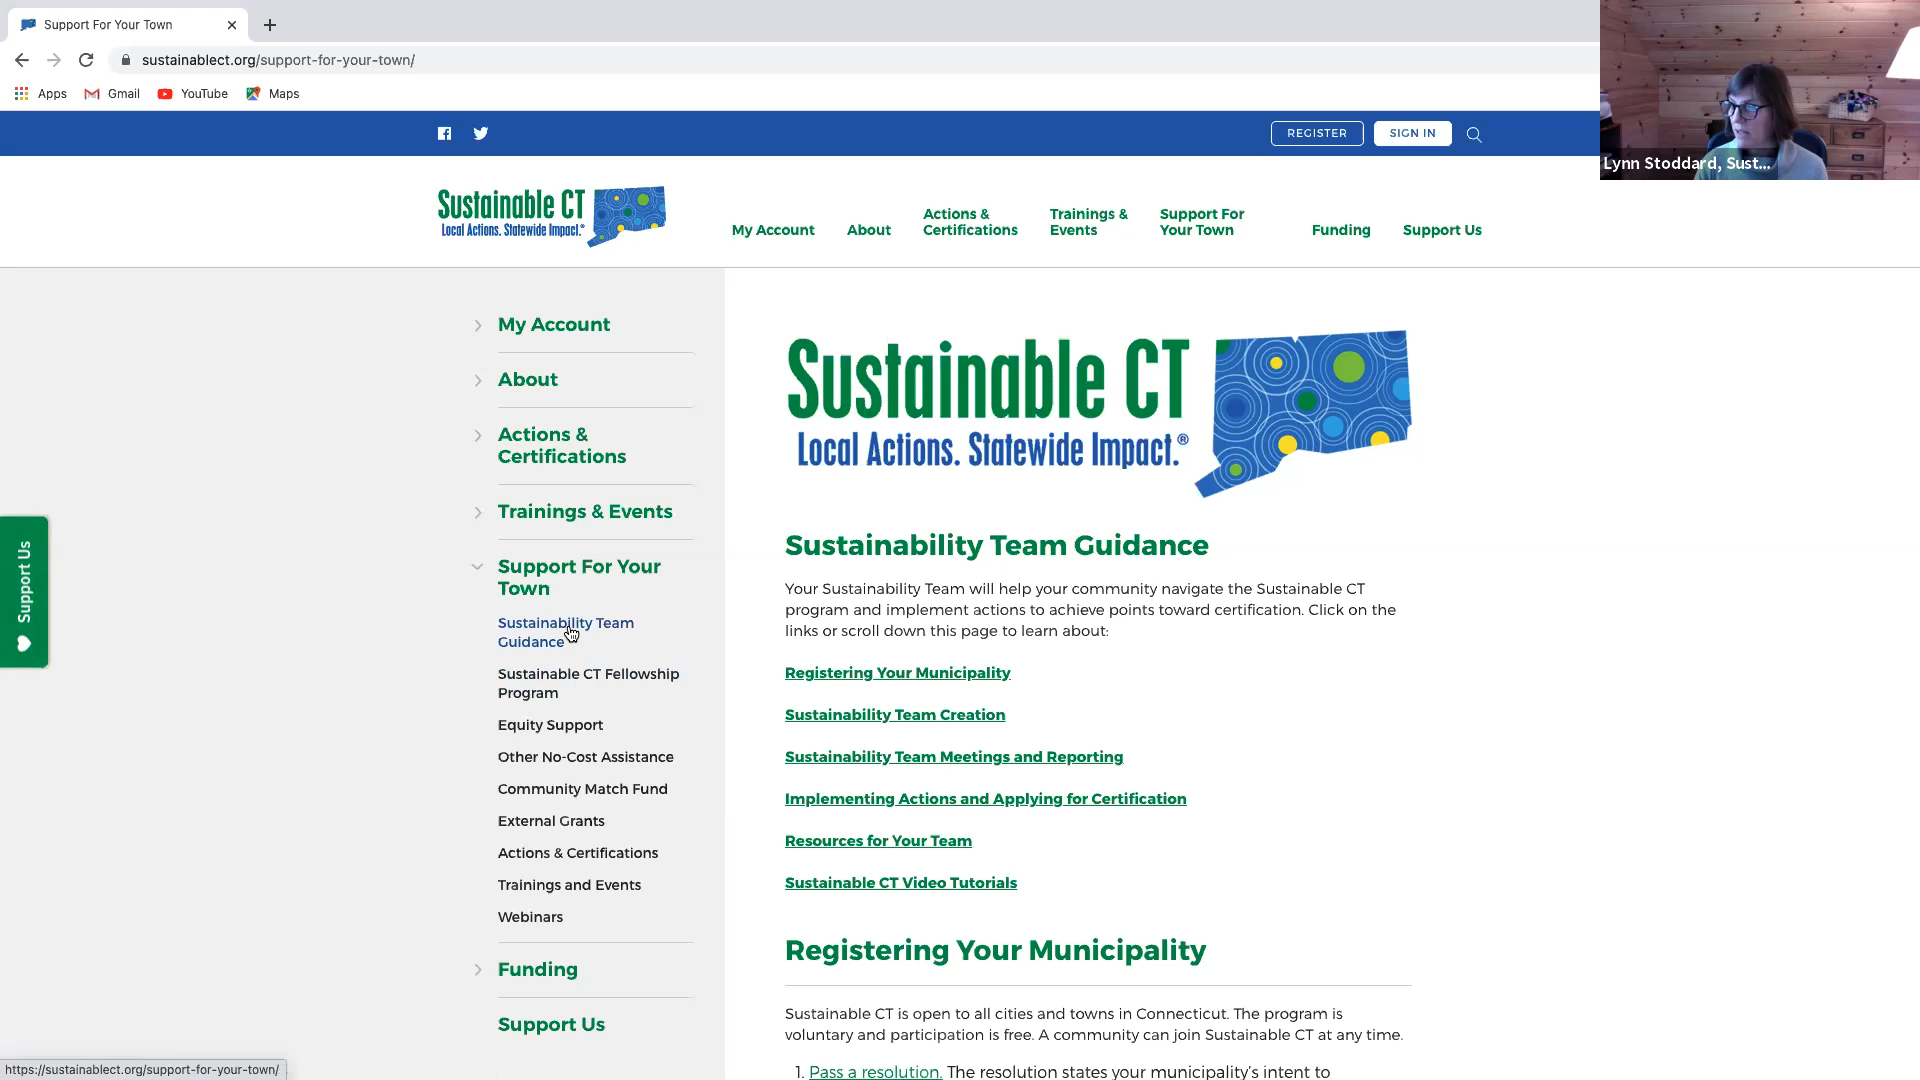 Support For Your Town
sustainablect.org/support-for-your-town/
Apps Gmail YouTube Maps
REGISTER SIGN IN
Lynn Stoddard, Sust...
Sustainable CT
Local Actions. Statewide Impact.®
My Account
About
Actions &
Certifications
Trainings &
Events
Support For
Your Town
Funding
Support Us
My Account
About
Actions &
Certifications
Trainings & Events
Support For Your
Town
Sustainability Team
Guidance
Sustainable CT Fellowship
Program
Equity Support
Other No-Cost Assistance
Community Match Fund
External Grants
Actions & Certifications
Trainings and Events
Webinars
Funding
Support Us
Support Us
Sustainable CT
Local Actions. Statewide Impact.®
Sustainability Team Guidance
Your Sustainability Team will help your community navigate the Sustainable CT
program and implement actions to achieve points toward certification. Click on the
links or scroll down this page to learn about:
Registering Your Municipality
Sustainability Team Creation
Sustainability Team Meetings and Reporting
Implementing Actions and Applying for Certification
Resources for Your Team
Sustainable CT Video Tutorials
Registering Your Municipality
Sustainable CT is open to all cities and towns in Connecticut. The program is
voluntary and participation is free. A community can join Sustainable CT at any time.
1. Pass a resolution. The resolution states your municipality's intent to
https://sustainablect.org/support-for-your-town/